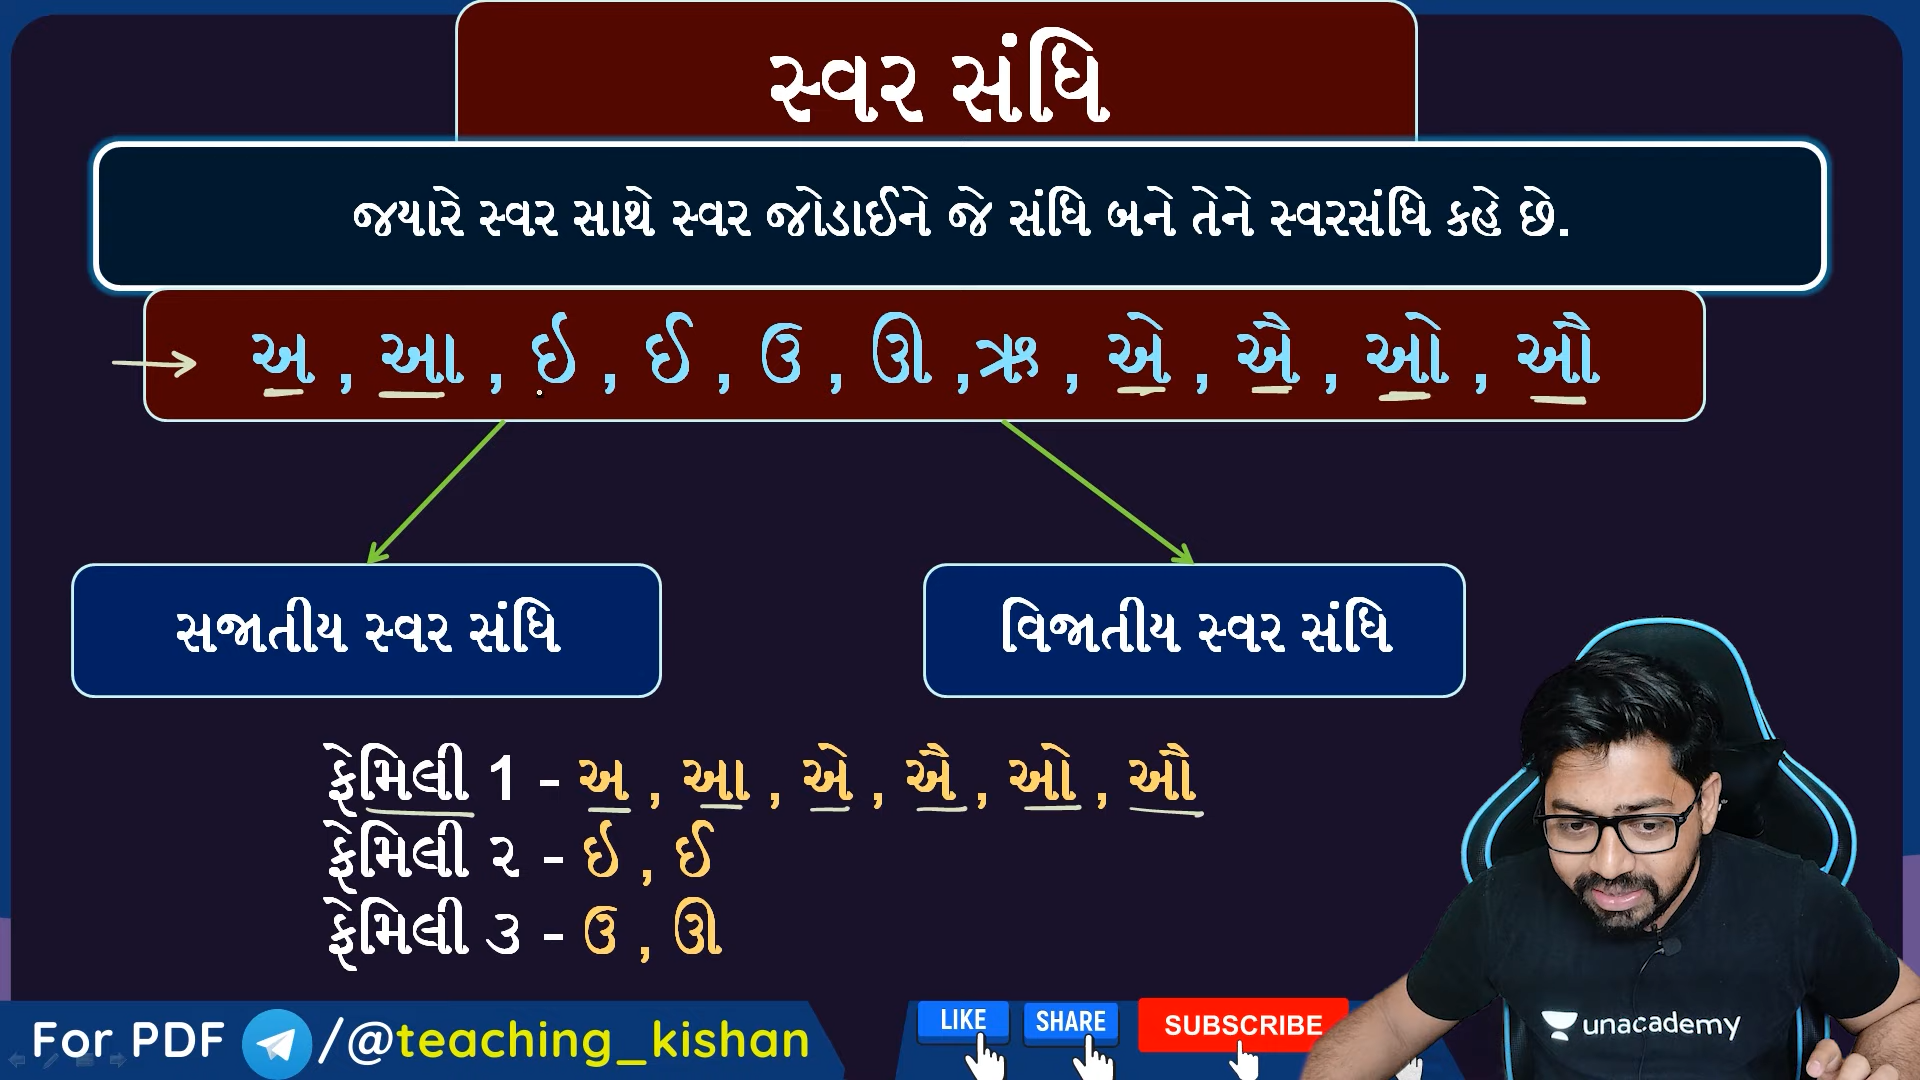 સ્વર સંધિ
જયારે સ્વર સાથે સ્વર જોડાઈને જે સંધિ બને તેને સ્વરસંધિ કહે છે.
અ , આ , ઇ , ઈ , ઉ , ઊ ,ઋ , એ , ઐ , ઓ , ઔ
સજાતીય સ્વર સંધિ
વિજાતીય સ્વર સંધિ
ફેમિલી 1 - અ , આ , એ , ઐ , ઓ , ઔ
ફેમિલી ૨ - ઇ , ઈ
ફેમિલી ૩ - ઉ , ઊ
unacademy
For PDF /@teaching_kishan
LIKE SHARE SUBSCRIBE